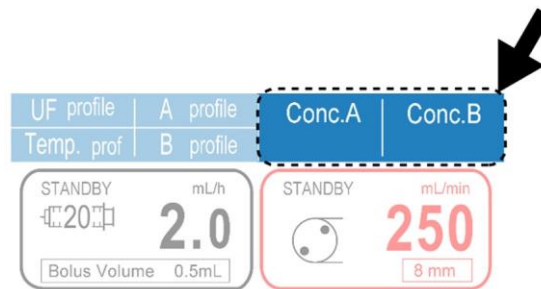 UF profile A profile Conc.A Conc.B
Temp. prof B profile
STANDBY mL/h STANDBY mL/min
20 2.0 250
Bolus Volume 0.5mL 8 mm